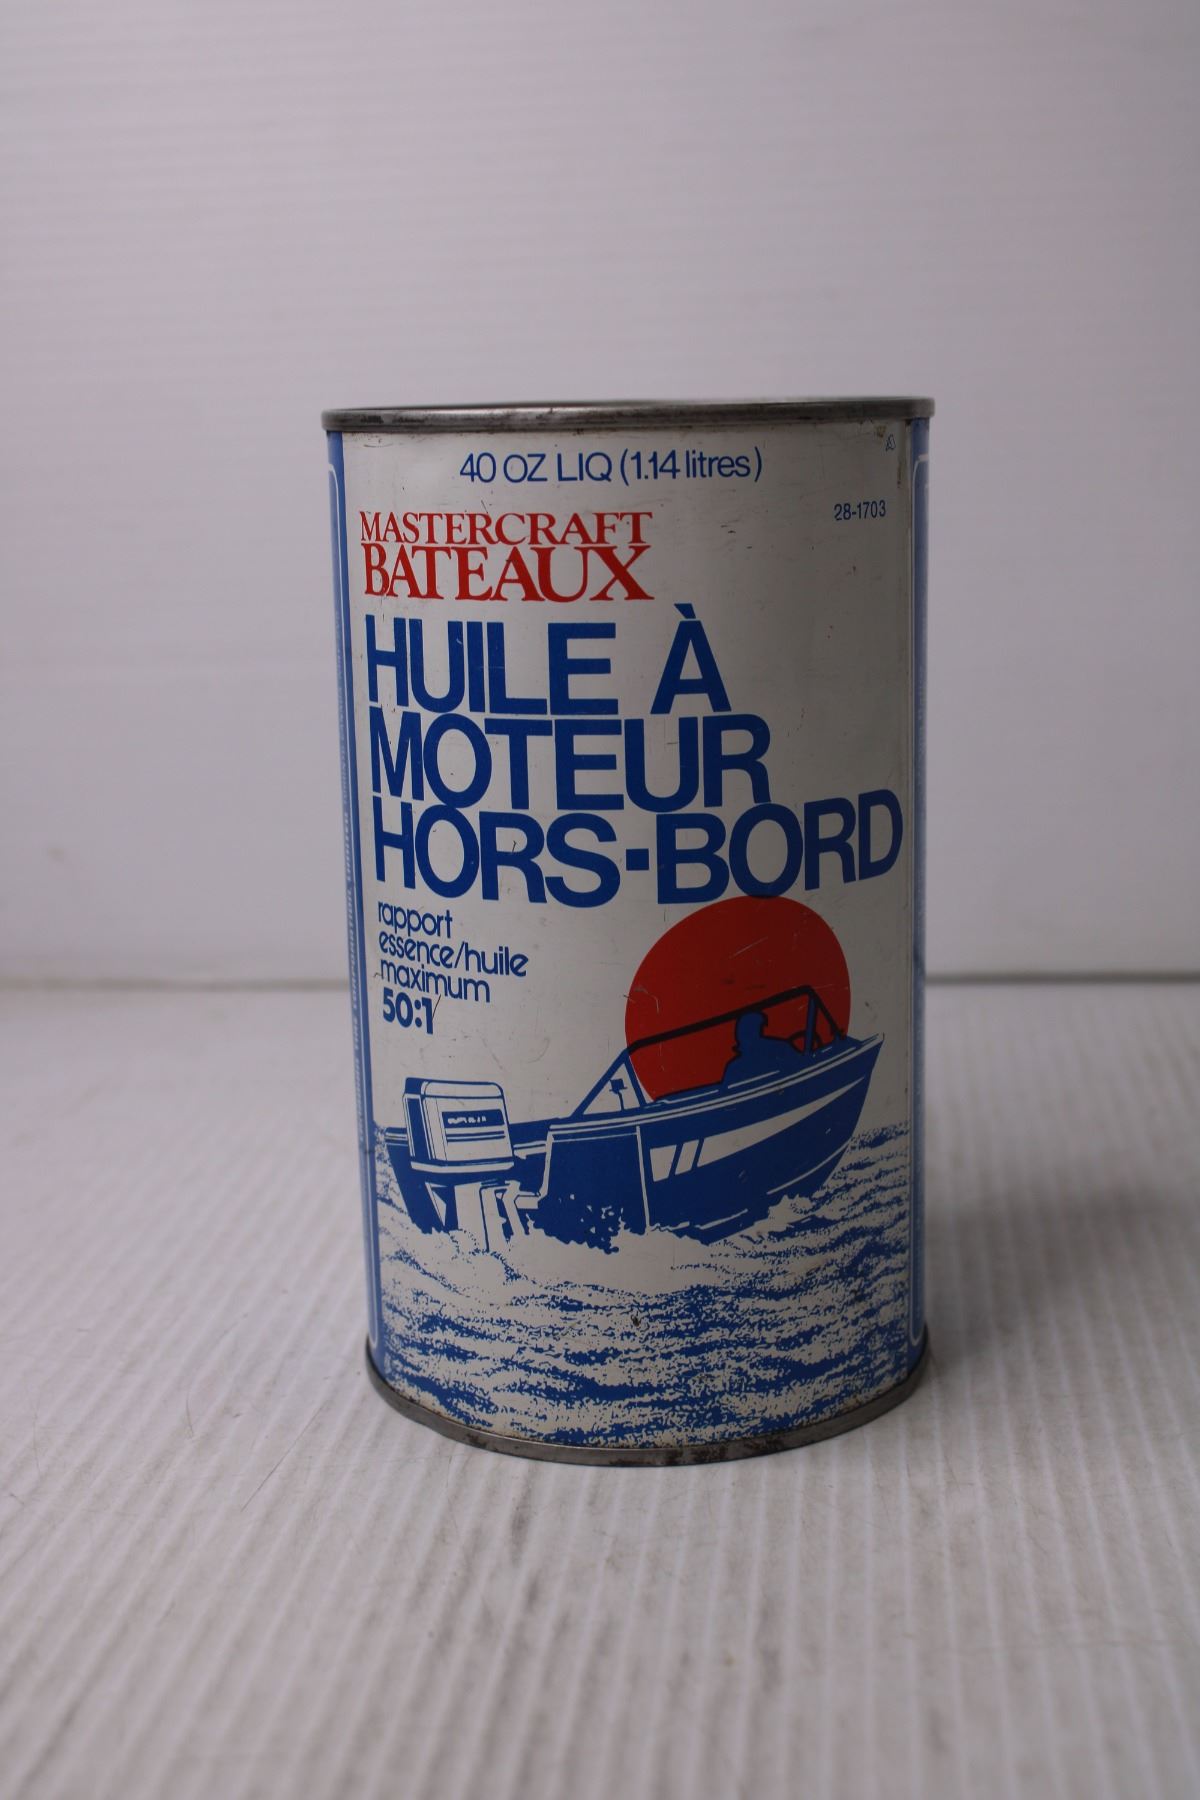 40 OZ LIQ (1.14 litres)
28-1703
MASTERCRAFT
BATEAUX
HUILE À
MOTEUR
HORS-BORD
rapport
essence/huile
maximum
50:1